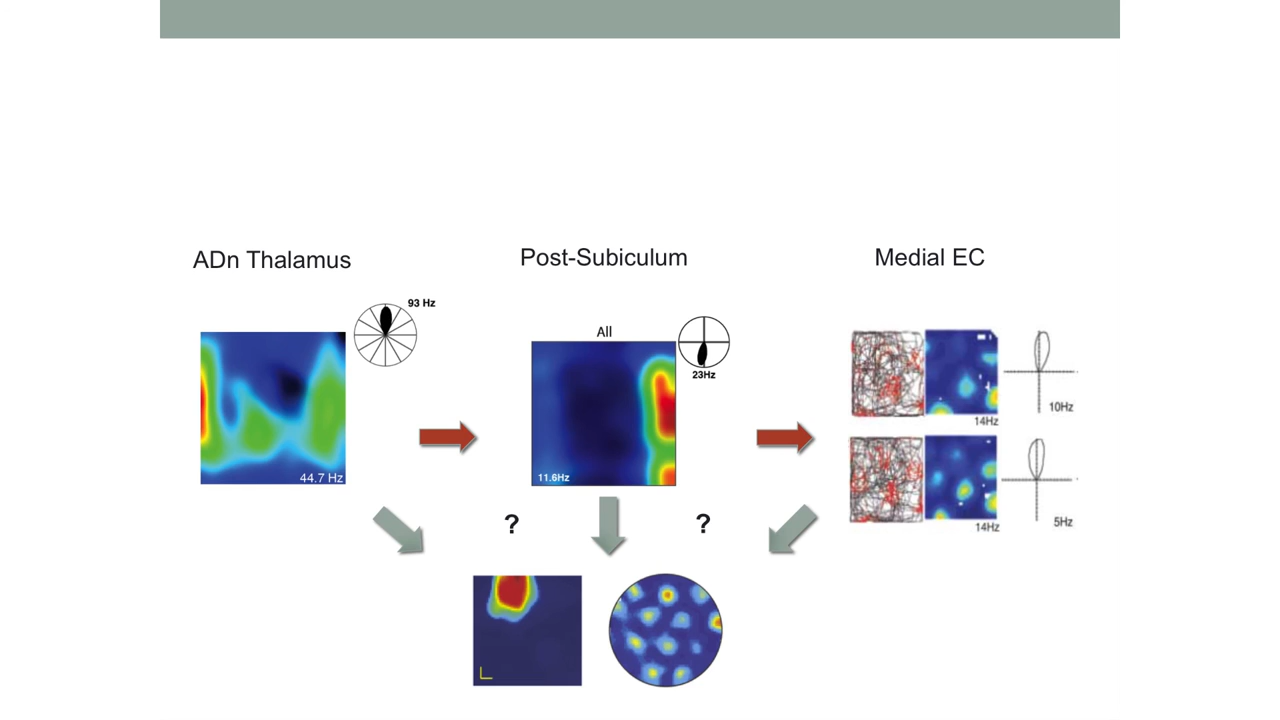 ADn Thalamus
Post-Subiculum
Medial EC
93 Hz
All
23Hz
10Hz
14Hz
44.7 Hz
11.6Hz
14Hz
5Hz
?
?